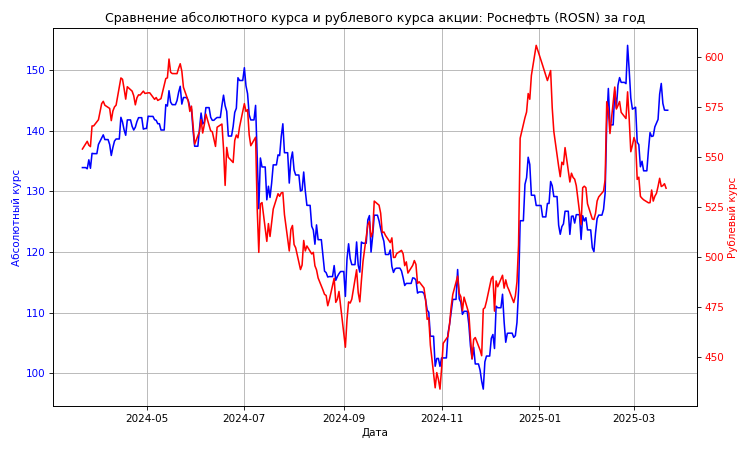 Сравнение абсолютного курса и рублевого курса акции: Роснефть (ROSN) за год
Абсолютный курс
150
140
130
120
110
100
600
575
550
525
500
475
450
Рублевый курс
2024-05 2024-07 2024-09 2024-11 2025-01 2025-03
Дата